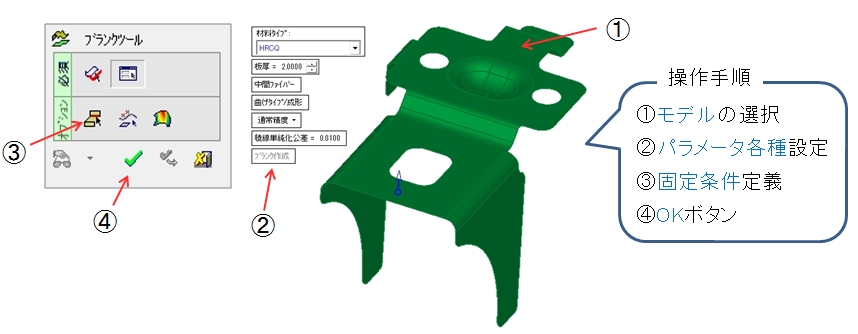 ブランクツール
必須
オプション
③
④
材料タイプ:
HRCQ
板厚 = 2.0000
中間ファイバー
曲げタイプ/成形
通常精度
稜線単純化公差 = 0.0100
ブランク作成
②
①
操作手順
①モデルの選択
②パラメータ各種設定
③固定条件定義
④OKボタン